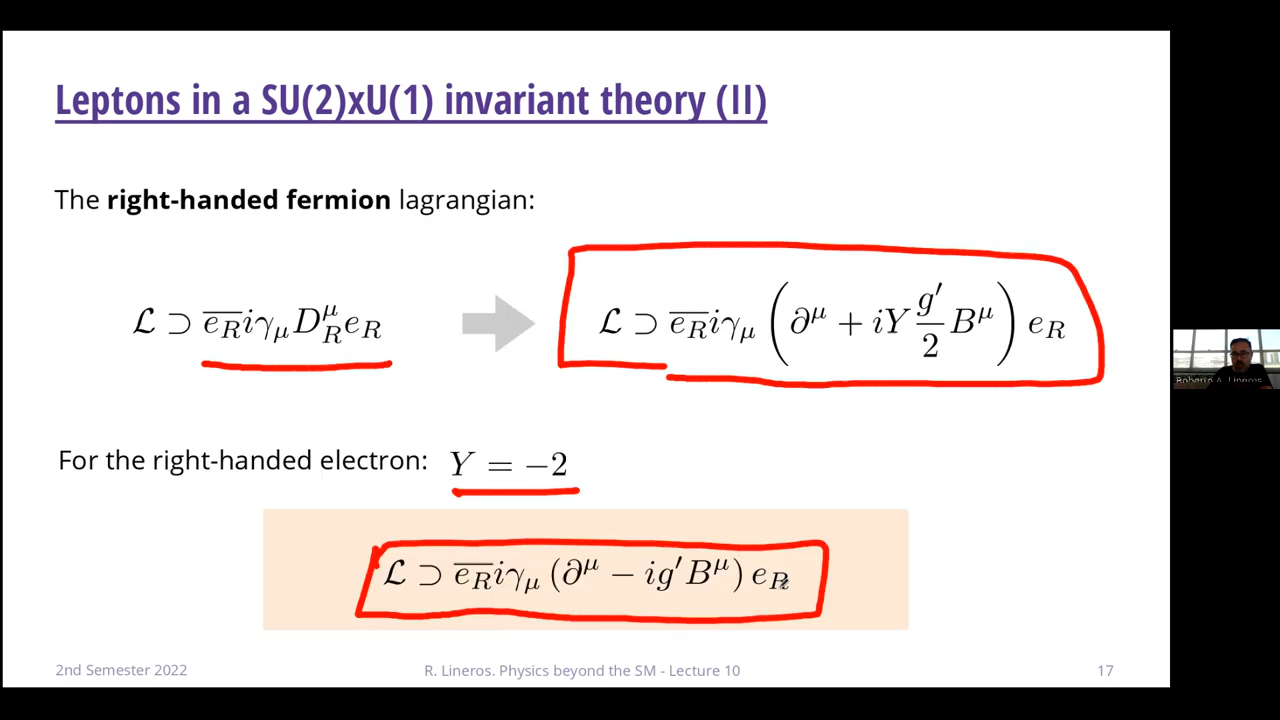 Leptons in a SU(2)xU(1) invariant theory (II)
The right-handed fermion lagrangian:
ℒ ⊃ \overline{e_R} iγ_μ D_R^μ e_R
ℒ ⊃ \overline{e_R} iγ_μ (∂^μ + iY \frac{g′}{2} B^μ) e_R
For the right-handed electron: Y = −2
ℒ ⊃ \overline{e_R} iγ_μ (∂^μ − ig′B^μ) e_R
2nd Semester 2022
R. Lineros. Physics beyond the SM - Lecture 10
17
Roberto A. Lineros